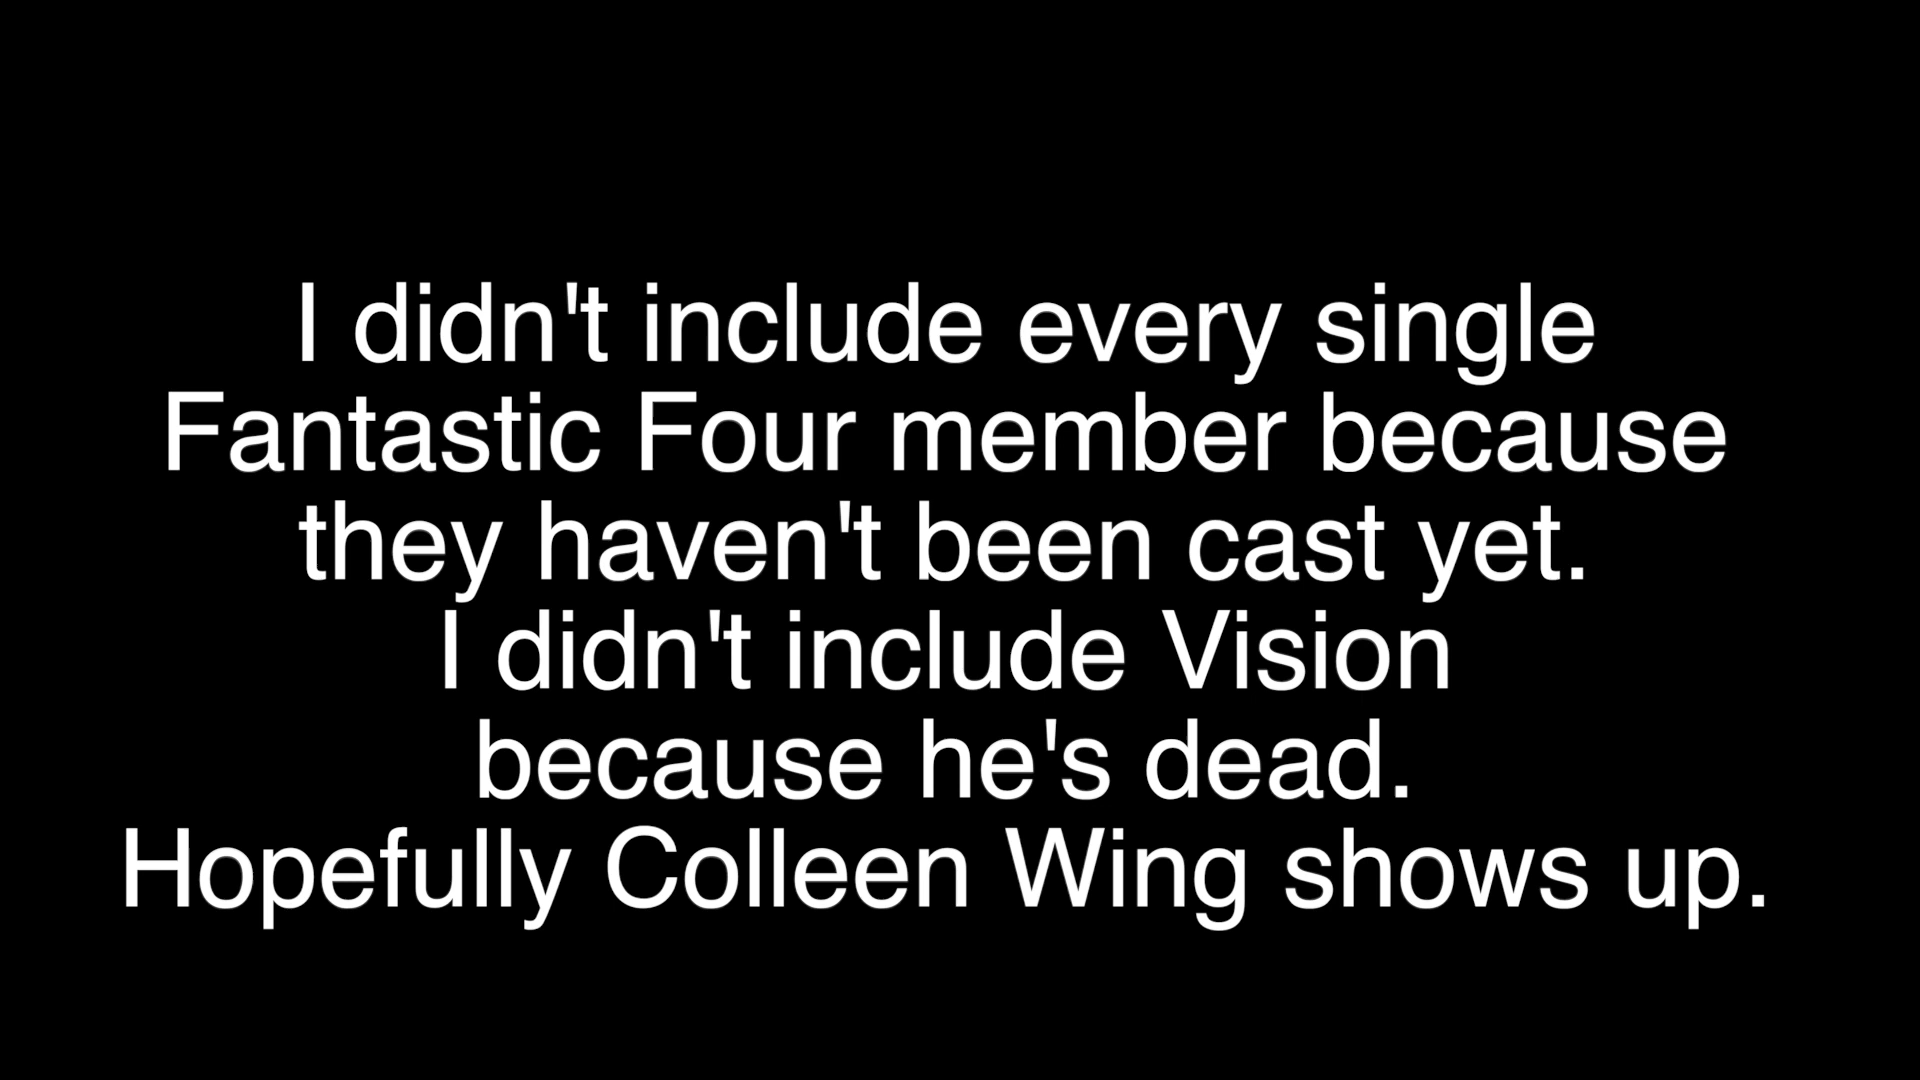 I didn't include every single
Fantastic Four member because
they haven't been cast yet.
I didn't include Vision
because he's dead.
Hopefully Colleen Wing shows up.